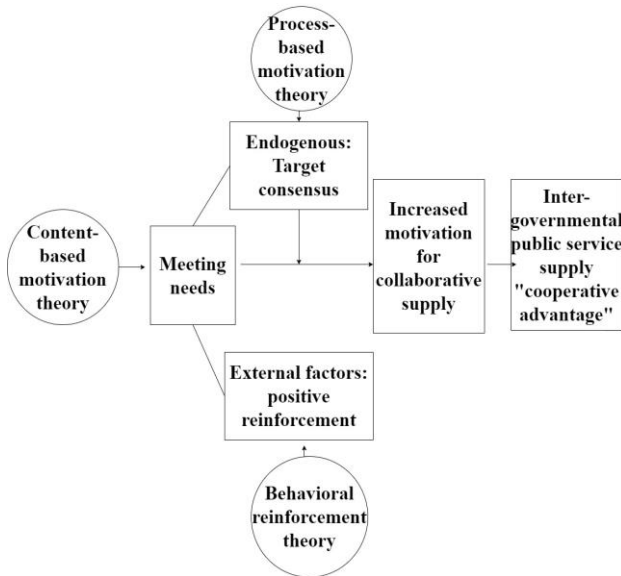 Process-
based
motivation
theory
Endogenous:
Target
consensus
Content-
based
motivation
theory
Meeting
needs
Increased
motivation
for
collaborative
supply
Inter-
governmental
public service
supply
"cooperative
advantage"
External factors:
positive
reinforcement
Behavioral
reinforcement
theory